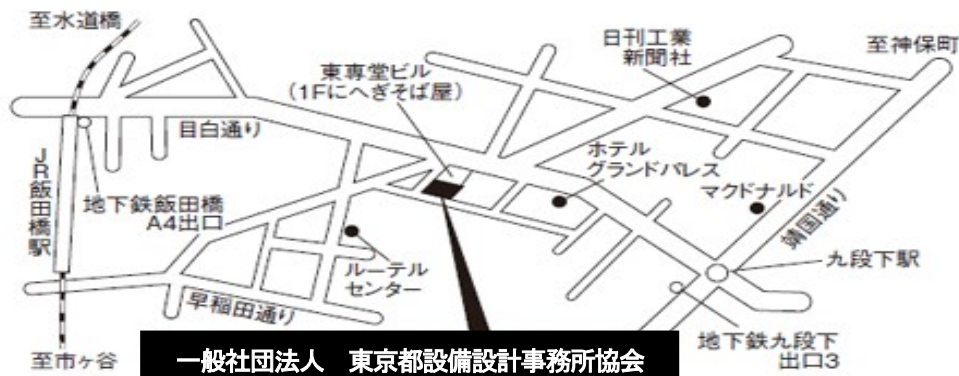 至水道橋
日刊工業
新聞社
至神保町
東専堂ビル
(1Fにへぎそば屋)
目白通り
JR飯田橋駅
地下鉄飯田橋
A4出口
ホテル
グランドパレス
マクドナルド
靖国通り
ルーテル
センター
九段下駅
早稲田通り
地下鉄九段下
出口3
至市ヶ谷
一般社団法人 東京都設備設計事務所協会